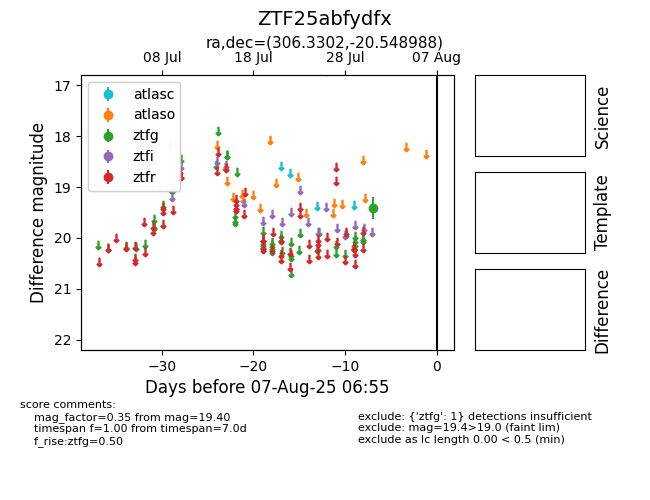 ZTF25abfydfx
ra,dec=(306.3302,-20.548988)
08 Jul 18 Jul 28 Jul 07 Aug
17
18
19
20
21
22
Difference magnitude
atlasc
atlaso
ztfg
ztfi
ztfr
−30 −20 −10 0
Days before 07-Aug-25 06:55
Science
Template
Difference
score comments:
mag_factor=0.35 from mag=19.40
timespan f=1.00 from timespan=7.0d
f_rise:ztfg=0.50
exclude: {'ztfg': 1} detections insufficient
exclude: mag=19.4>19.0 (faint lim)
exclude as lc length 0.00 < 0.5 (min)